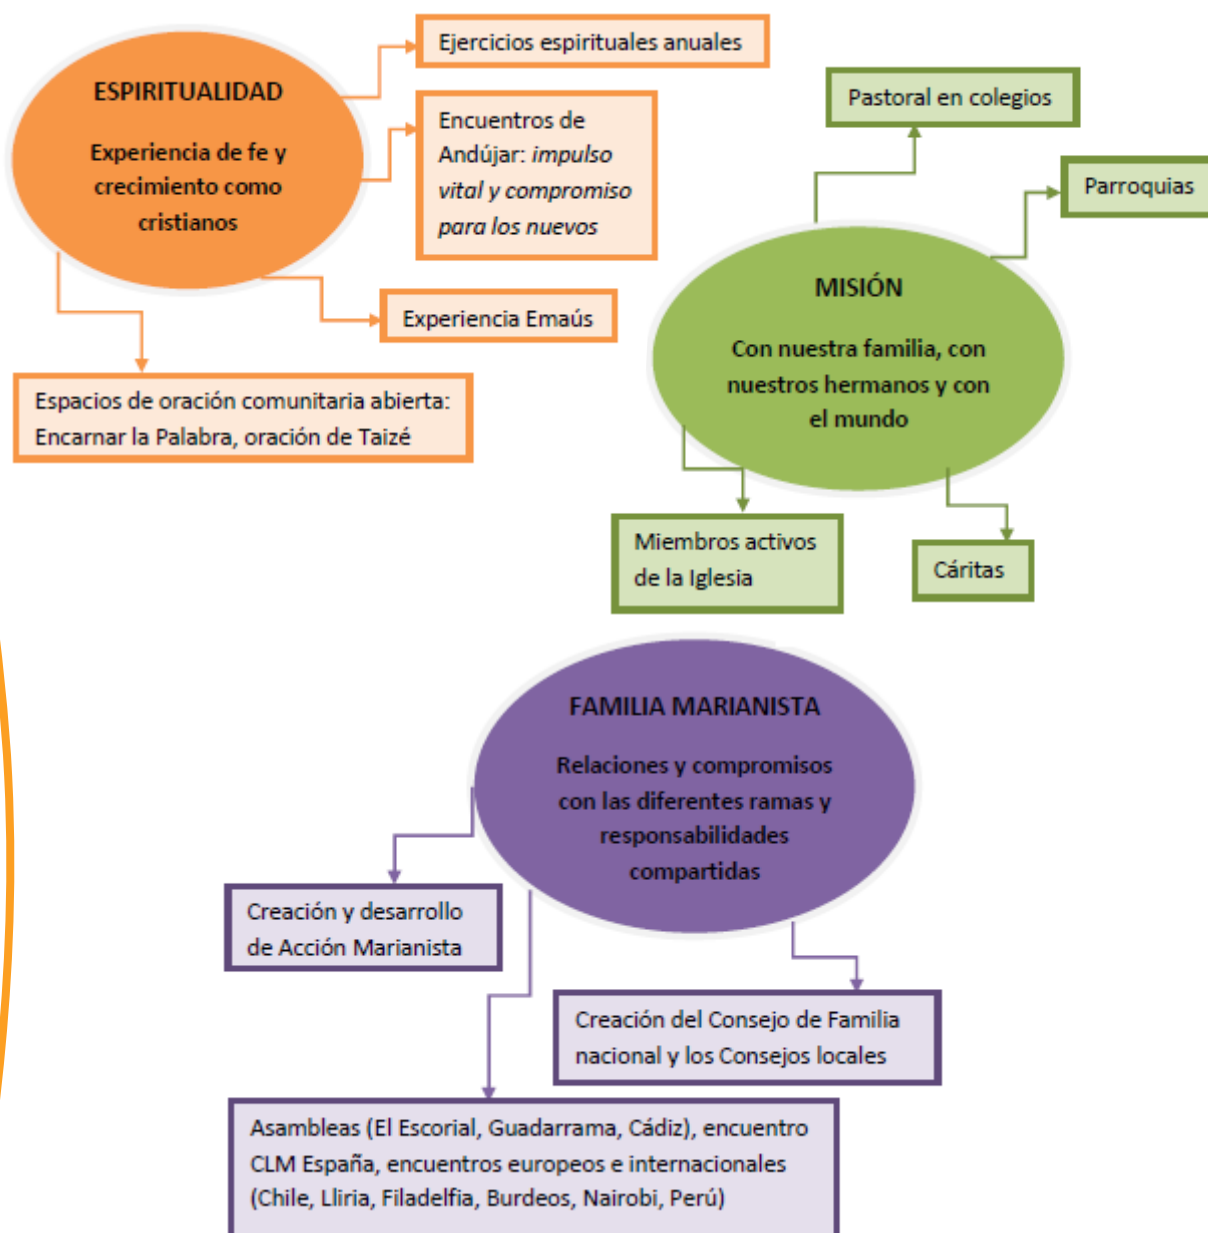 ESPIRITUALIDAD
Experiencia de fe y
crecimiento como
cristianos
Ejercicios espirituales anuales
Encuentros de
Andújar: impulso
vital y compromiso
para los nuevos
Experiencia Emaús
Espacios de oración comunitaria abierta:
Encarnar la Palabra, oración de Taizé
Pastoral en colegios
Parroquias
MISIÓN
Con nuestra familia, con
nuestros hermanos y con
el mundo
Miembros activos
de la Iglesia
Cáritas
FAMILIA MARIANISTA
Relaciones y compromisos
con las diferentes ramas y
responsabilidades
compartidas
Creación y desarrollo
de Acción Marianista
Creación del Consejo de Familia
nacional y los Consejos locales
Asambleas (El Escorial, Guadarrama, Cádiz), encuentro
CLM España, encuentros europeos e internacionales
(Chile, Lliria, Filadelfia, Burdeos, Nairobi, Perú)